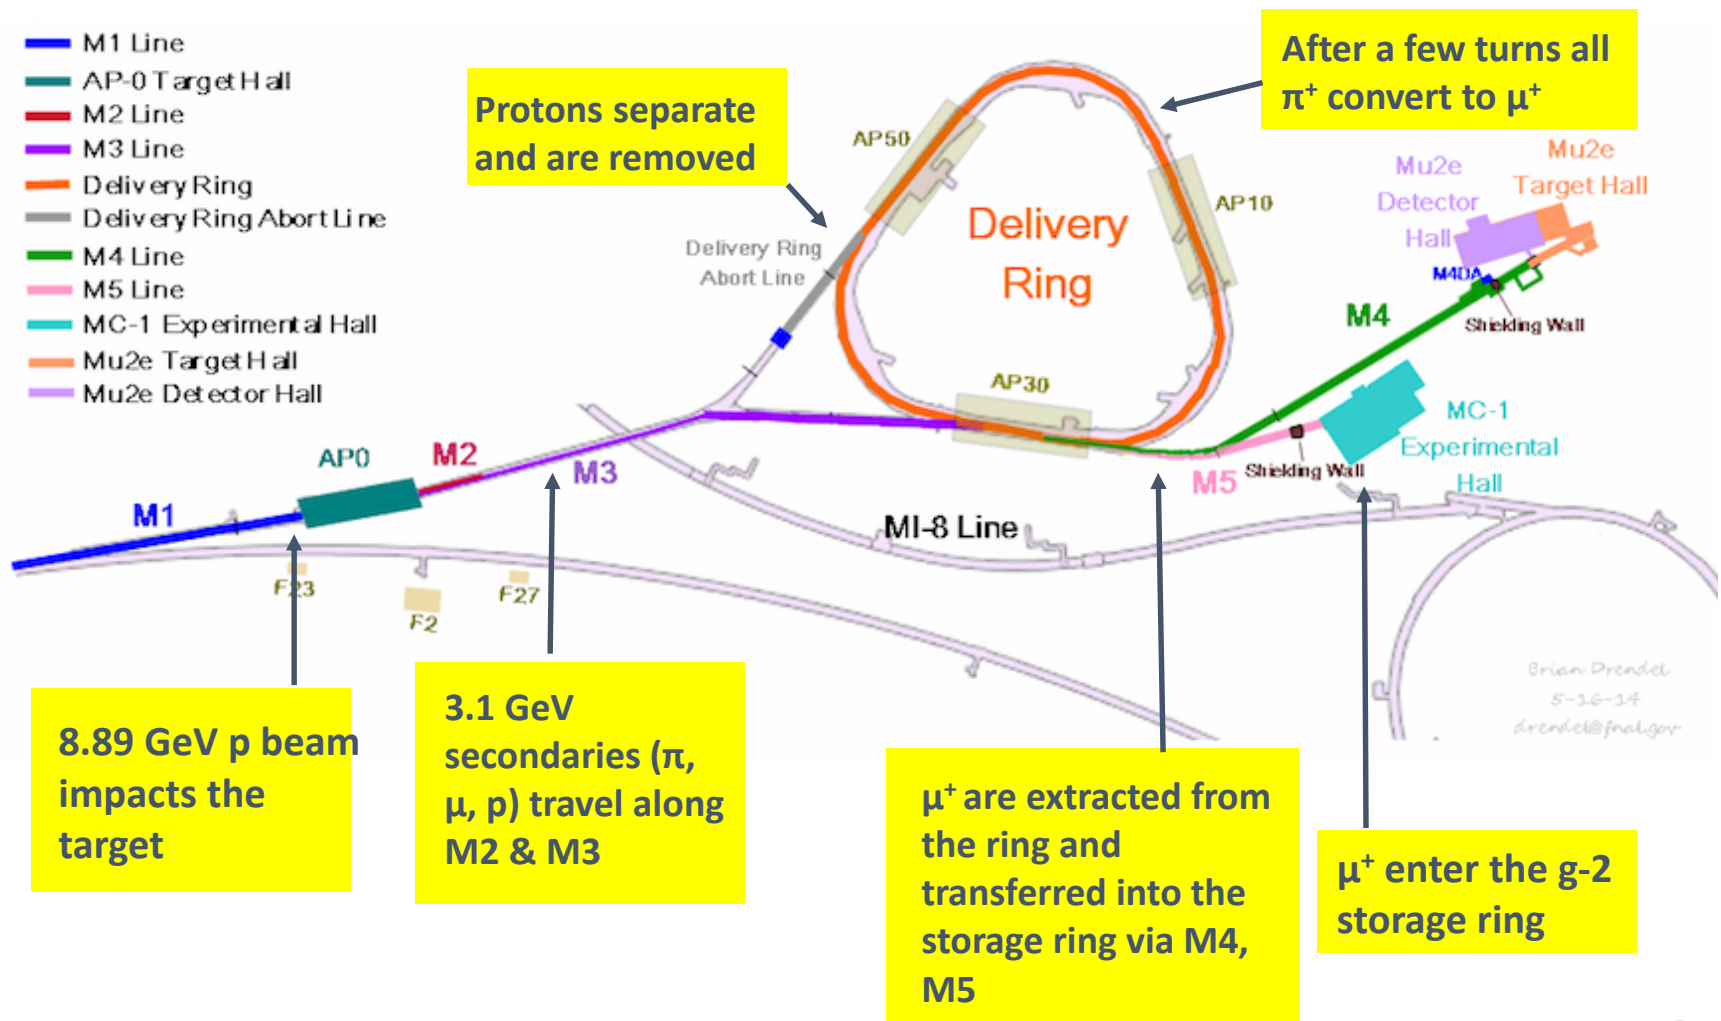 M1 Line
AP-0 Target Hall
M2 Line
M3 Line
Delivery Ring
Delivery Ring Abort Line
M4 Line
M5 Line
MC-1 Experimental Hall
Mu2e Target Hall
Mu2e Detector Hall
Protons separate
and are removed
After a few turns all
π⁺ convert to μ⁺
AP50
AP10
AP30
Delivery
Ring
Delivery Ring
Abort Line
Mu2e
Detector
Hall
Mu2e
Target Hall
M4DA
Shielding Wall
M4
MC-1
Experimental
Hall
Shielding Wall
M5
AP0
M2
M3
M1
MI-8 Line
F23
F2
F27
8.89 GeV p beam
impacts the
target
3.1 GeV
secondaries (π,
μ, p) travel along
M2 & M3
μ⁺ are extracted from
the ring and
transferred into the
storage ring via M4,
M5
μ⁺ enter the g-2
storage ring
Brian Drendel
5-16-14
drendel@fnal.gov